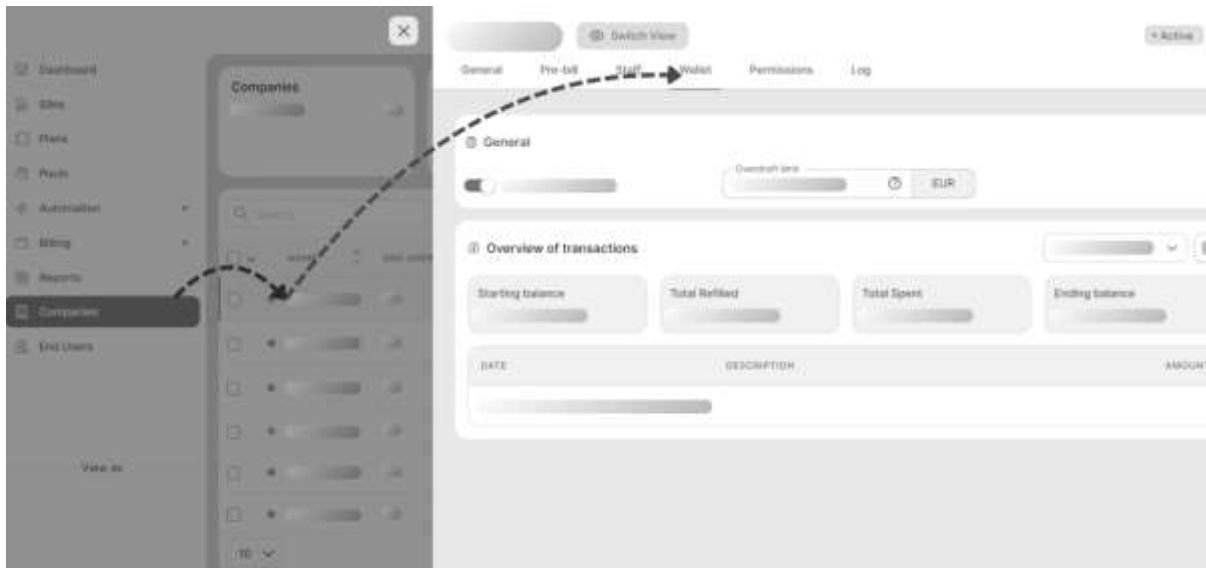 Switch View
• Active
General
Pre-bill
Staff
Wallet
Permissions
Log
Dashboard
SIMs
Plans
Pools
Automation
Billing
Reports
Companies
End Users
View as
Companies
Search
NAME
10
General
Overdraft limit
EUR
Overview of transactions
Starting balance
Total Refilled
Total Spent
Ending balance
DATE
DESCRIPTION
AMOUNT